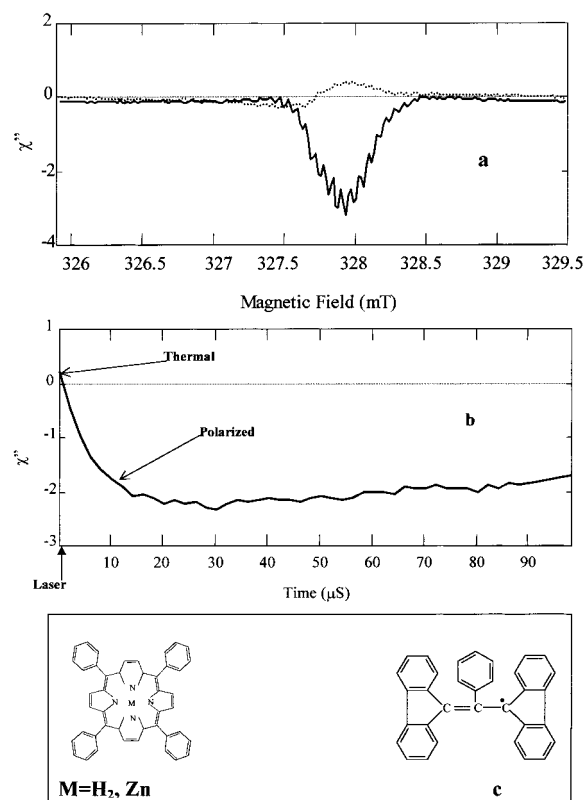 2
0
χ”
-2
a
-4
326 326.5 327 327.5 328 328.5 329 329.5
Magnetic Field (mT)
1
Thermal
0
b
χ”
-1
Polarized
-2
-3
10 20 30 40 50 60 70 80 90
Laser
Time (μS)
N
N M N
N
C=C-C
M=H₂, Zn
c